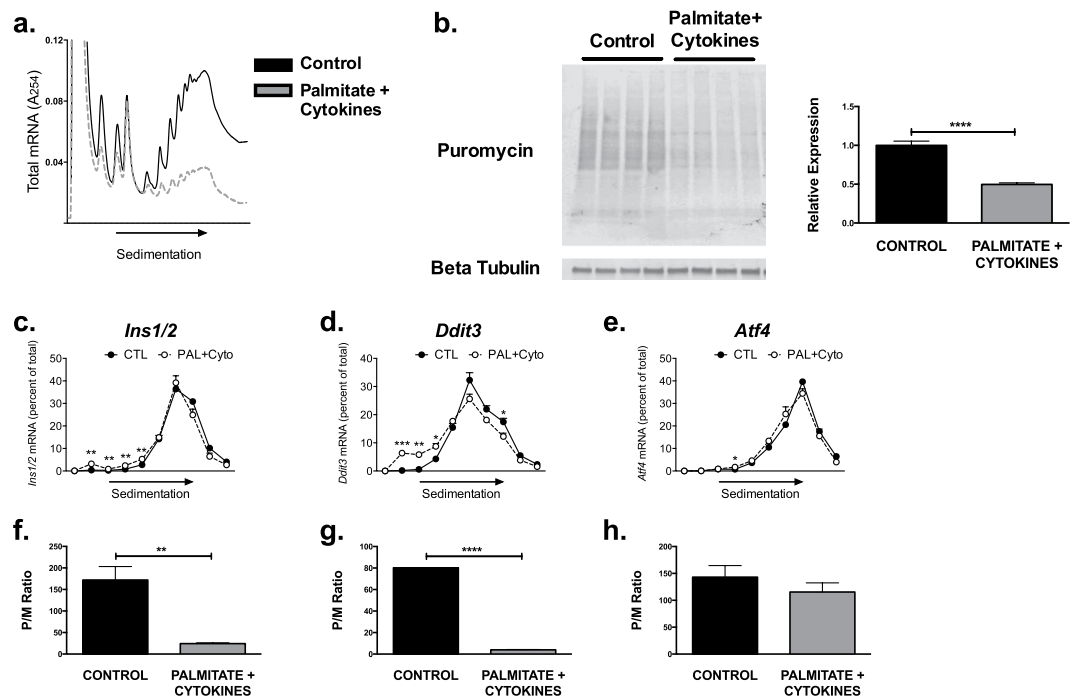 a.
0.12
0.08
0.04
Total mRNA (A254)
Sedimentation
Control
Palmitate +
Cytokines
b.
Control
Palmitate+
Cytokines
Puromycin
Beta Tubulin
Relative Expression
1.5
1.0
0.5
0.0
****
CONTROL
PALMITATE +
CYTOKINES
c.
Ins1/2
CTL
PAL+Cyto
Ins1/2 mRNA (percent of total)
50
40
30
20
10
0
**
**
**
**
Sedimentation
d.
Ddit3
CTL
PAL+Cyto
Ddit3 mRNA (percent of total)
40
30
20
10
0
***
**
*
*
Sedimentation
e.
Atf4
CTL
PAL+Cyto
Atf4 mRNA (percent of total)
50
40
30
20
10
0
*
Sedimentation
f.
P/M Ratio
250
200
150
100
50
0
**
CONTROL
PALMITATE +
CYTOKINES
g.
P/M Ratio
100
80
60
40
20
0
****
CONTROL
PALMITATE +
CYTOKINES
h.
P/M Ratio
200
150
100
50
0
CONTROL
PALMITATE +
CYTOKINES